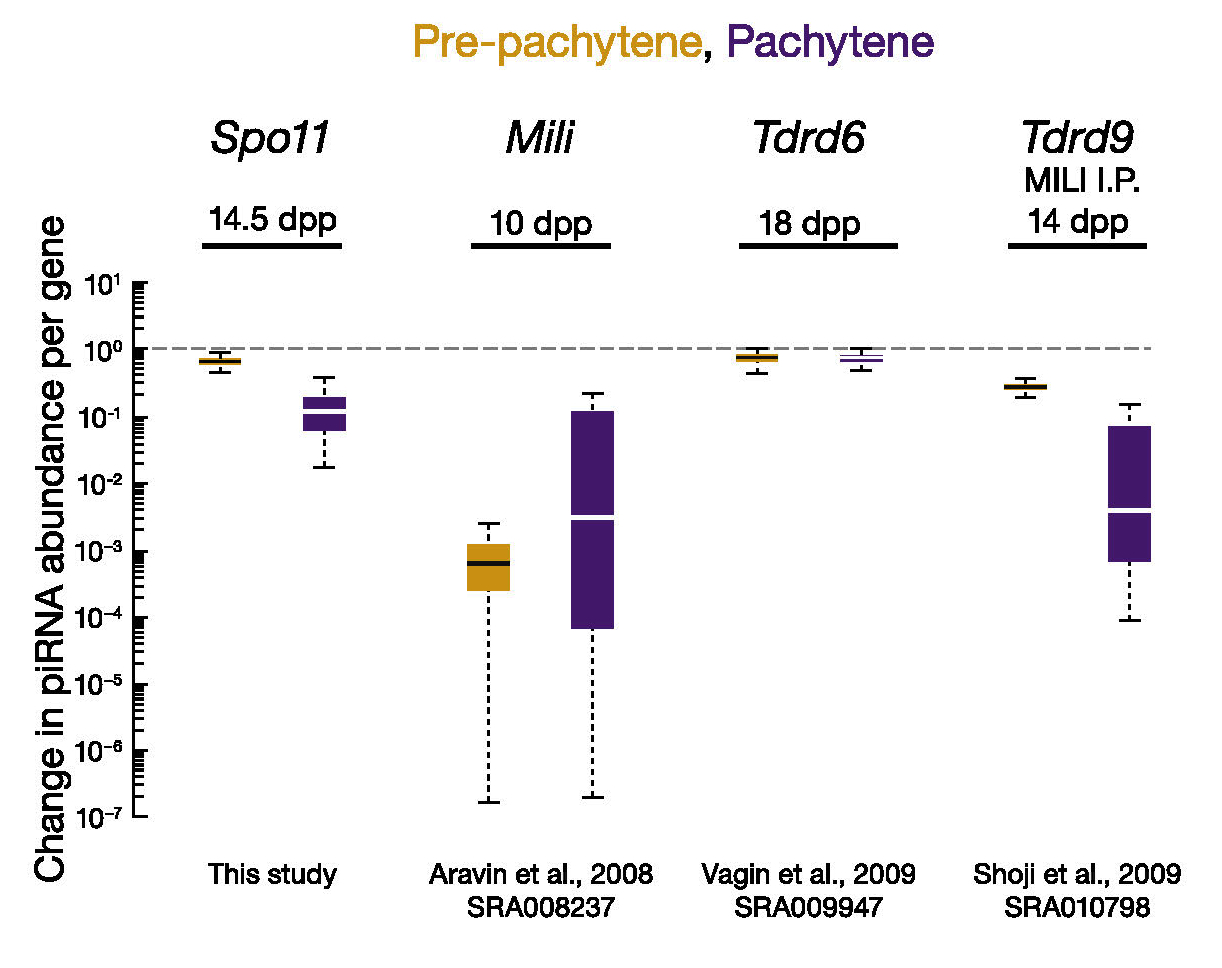 Pre-pachytene, Pachytene
Spo11 Mili Tdrd6 Tdrd9
MILI I.P.
14.5 dpp 10 dpp 18 dpp 14 dpp
Change in piRNA abundance per gene
10¹
10⁰
10⁻¹
10⁻²
10⁻³
10⁻⁴
10⁻⁵
10⁻⁶
10⁻⁷
This study Aravin et al., 2008 Vagin et al., 2009 Shoji et al., 2009
SRA008237 SRA009947 SRA010798